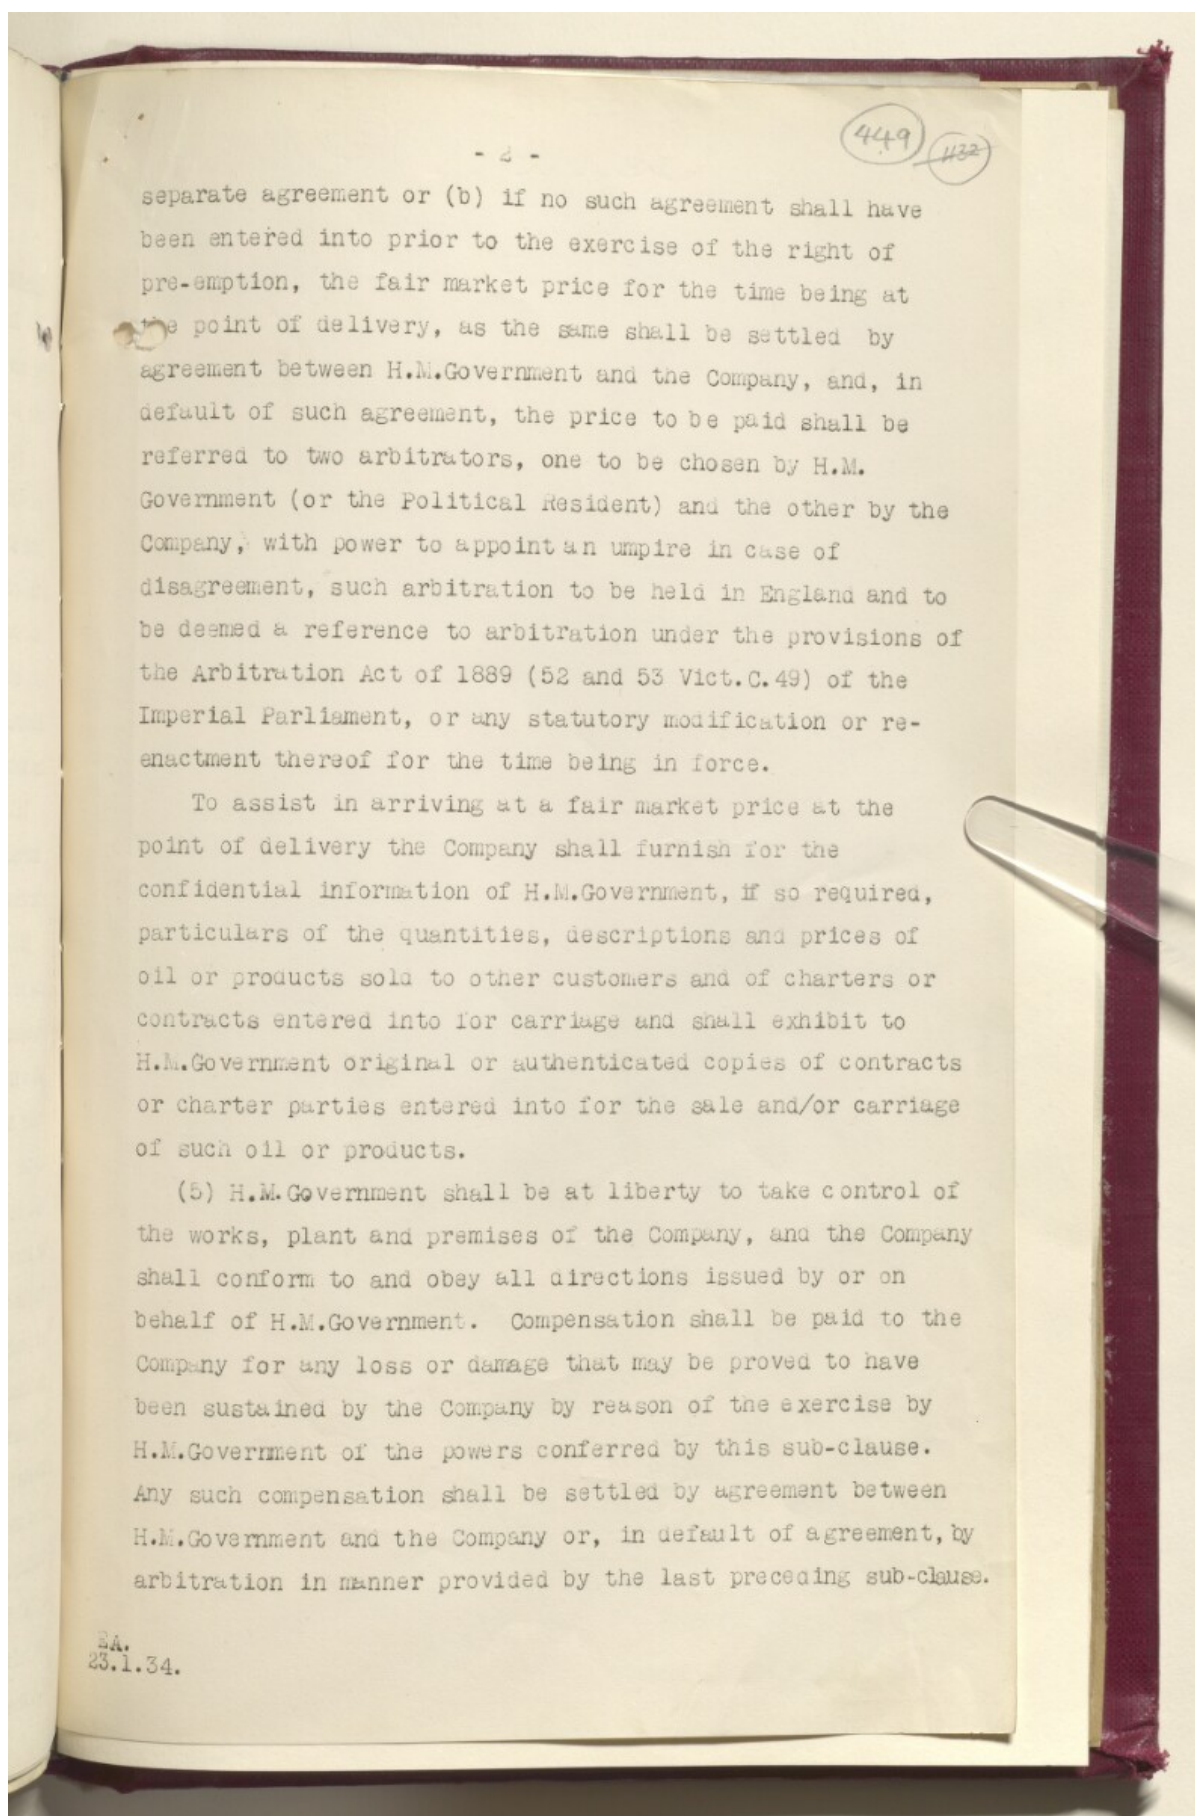 449
1132
- 2 -
separate agreement or (b) if no such agreement shall have
been entered into prior to the exercise of the right of
pre-emption, the fair market price for the time being at
the point of delivery, as the same shall be settled by
agreement between H.M.Government and the Company, and, in
default of such agreement, the price to be paid shall be
referred to two arbitrators, one to be chosen by H.M.
Government (or the Political Resident) and the other by the
Company, with power to appoint an umpire in case of
disagreement, such arbitration to be held in England and to
be deemed a reference to arbitration under the provisions of
the Arbitration Act of 1889 (52 and 53 Vict.C.49) of the
Imperial Parliament, or any statutory modification or re-
enactment thereof for the time being in force.
To assist in arriving at a fair market price at the
point of delivery the Company shall furnish for the
confidential information of H.M.Government, if so required,
particulars of the quantities, descriptions and prices of
oil or products sold to other customers and of charters or
contracts entered into for carriage and shall exhibit to
H.M.Government original or authenticated copies of contracts
or charter parties entered into for the sale and/or carriage
of such oil or products.
(5) H.M.Government shall be at liberty to take control of
the works, plant and premises of the Company, and the Company
shall conform to and obey all directions issued by or on
behalf of H.M.Government. Compensation shall be paid to the
Company for any loss or damage that may be proved to have
been sustained by the Company by reason of the exercise by
H.M.Government of the powers conferred by this sub-clause.
Any such compensation shall be settled by agreement between
H.M.Government and the Company or, in default of agreement, by
arbitration in manner provided by the last preceding sub-clause.
EA.
23.1.34.